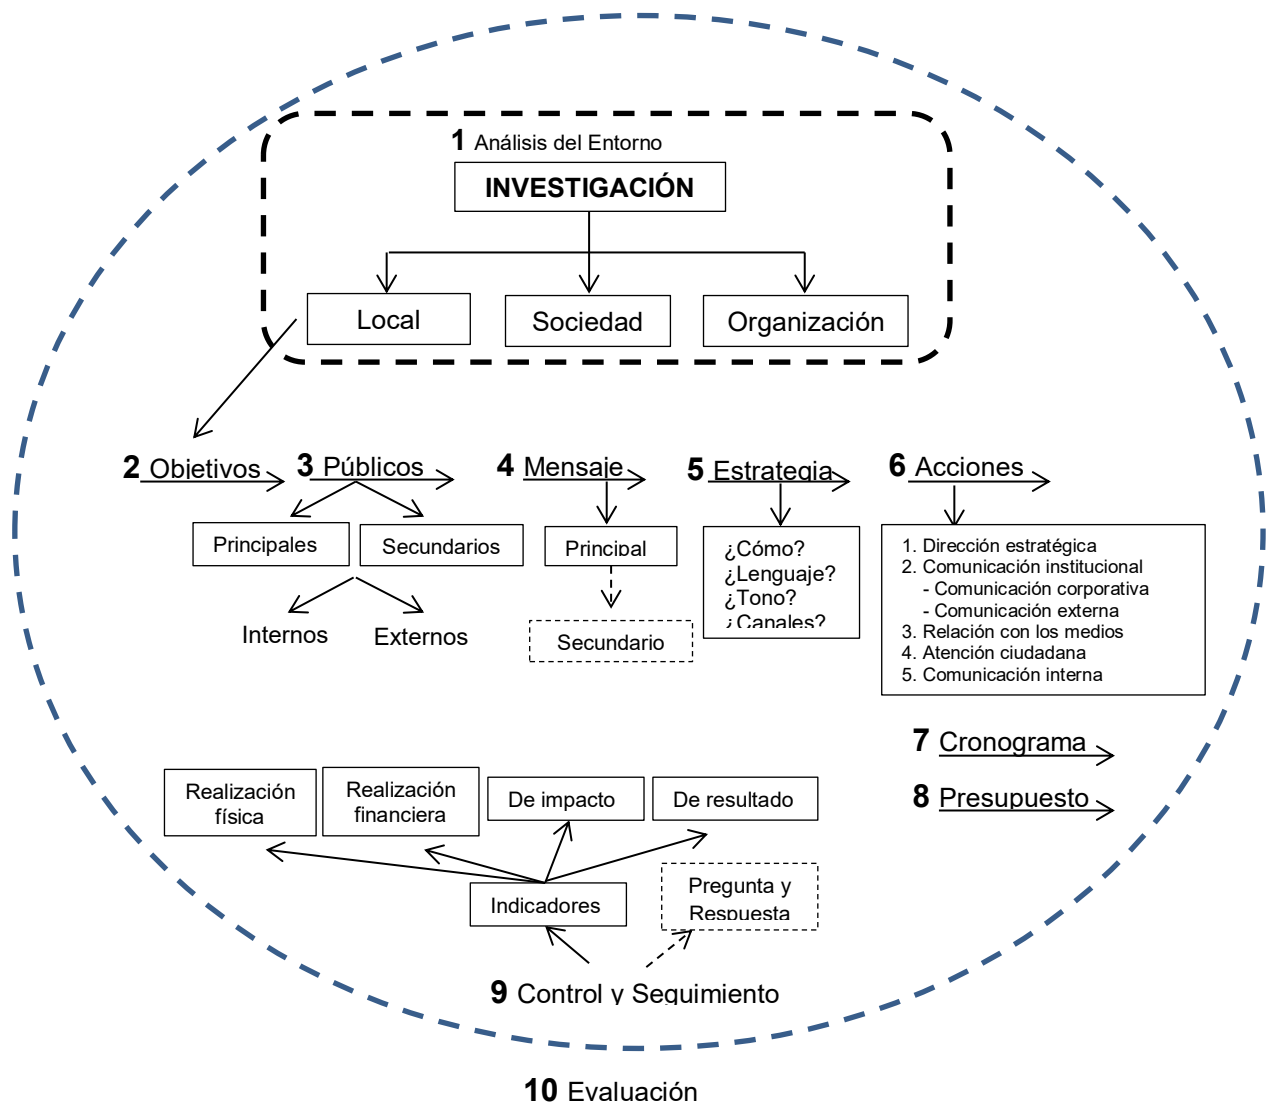 1 Análisis del Entorno
INVESTIGACIÓN
Local
Sociedad
Organización
2 Objetivos
3 Públicos
4 Mensaje
5 Estrategia
6 Acciones
Principales
Secundarios
Internos
Externos
Principal
Secundario
¿Cómo?
¿Lenguaje?
¿Tono?
¿Canales?
1. Dirección estratégica
2. Comunicación institucional
- Comunicación corporativa
- Comunicación externa
3. Relación con los medios
4. Atención ciudadana
5. Comunicación interna
7 Cronograma
8 Presupuesto
Realización
física
Realización
financiera
De impacto
De resultado
Indicadores
Pregunta y
Respuesta
9 Control y Seguimiento
10 Evaluación